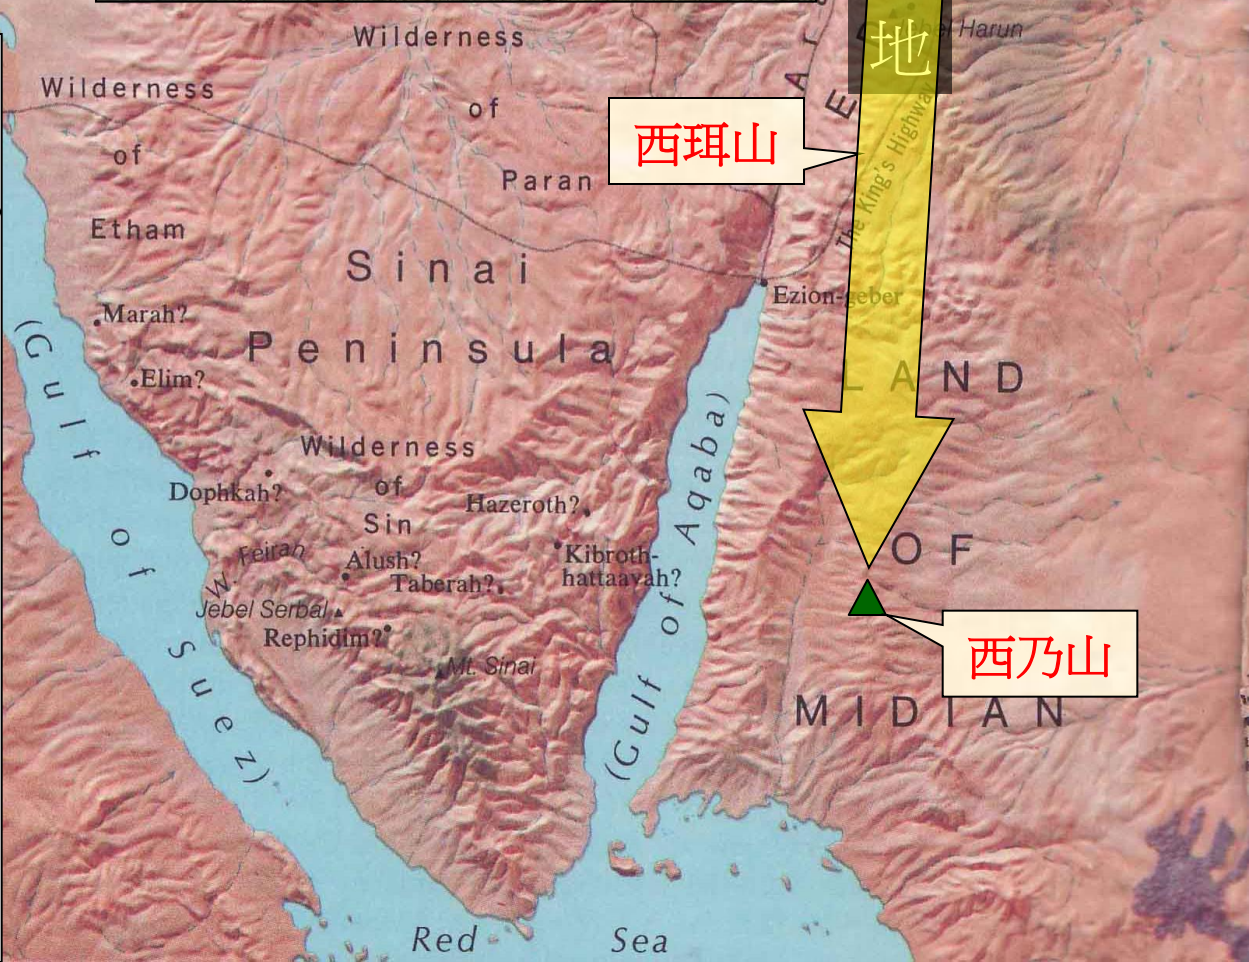 Wilderness
of
Paran
Wilderness
of
Etham
地
Harun
A
E
西珥山
The King's Highway
Sinai
Peninsula
Ezion-geber
Marah?
Elim?
LAND
OF
MIDIAN
(Gulf of Suez)
(Gulf of Aqaba)
Wilderness
of
Sin
Dophkah?
Hazeroth?
W. Feiran
Alush?
Kibroth-
hattaavah?
Taberah?
Jebel Serbal
Rephidim?
Mt. Sinai
西乃山
Red Sea